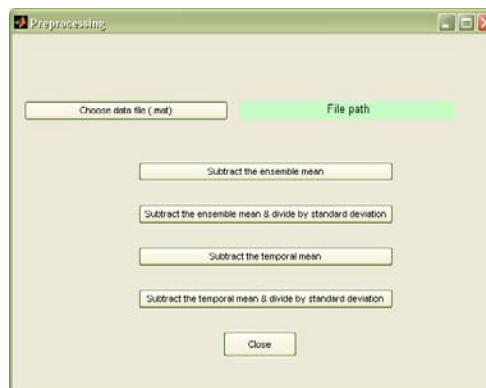 Preprocessing
Choose data file (.mat)
File path
Subtract the ensemble mean
Subtract the ensemble mean & divide by standard deviation
Subtract the temporal mean
Subtract the temporal mean & divide by standard deviation
Close